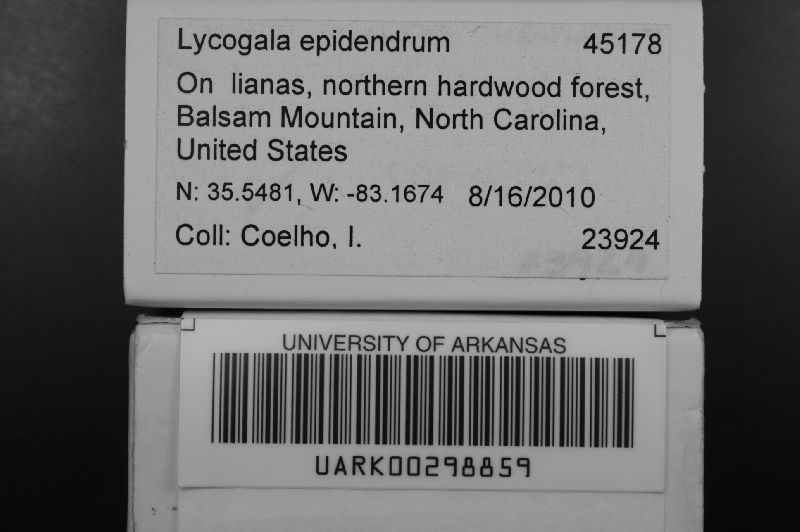 Lycogala epidendrum 45178
On lianas, northern hardwood forest,
Balsam Mountain, North Carolina,
United States
N: 35.5481, W: -83.1674 8/16/2010
Coll: Coelho, I. 23924
UNIVERSITY OF ARKANSAS
UARK00298859